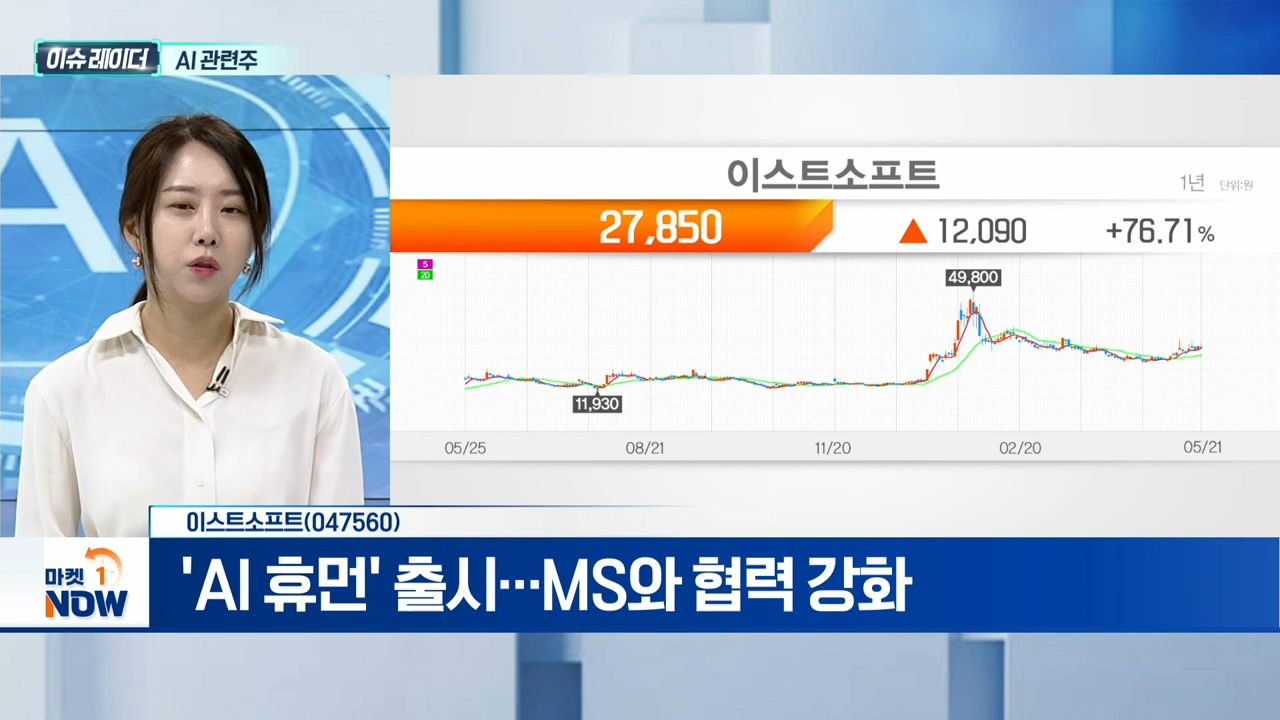 이슈레이더 AI 관련주
이스트소프트
1년 단위:원
27,850 ▲ 12,090 +76.71%
5
20
49,800
11,930
05/25 08/21 11/20 02/20 05/21
이스트소프트(047560)
마켓 1
NOW
'AI 휴먼' 출시…MS와 협력 강화